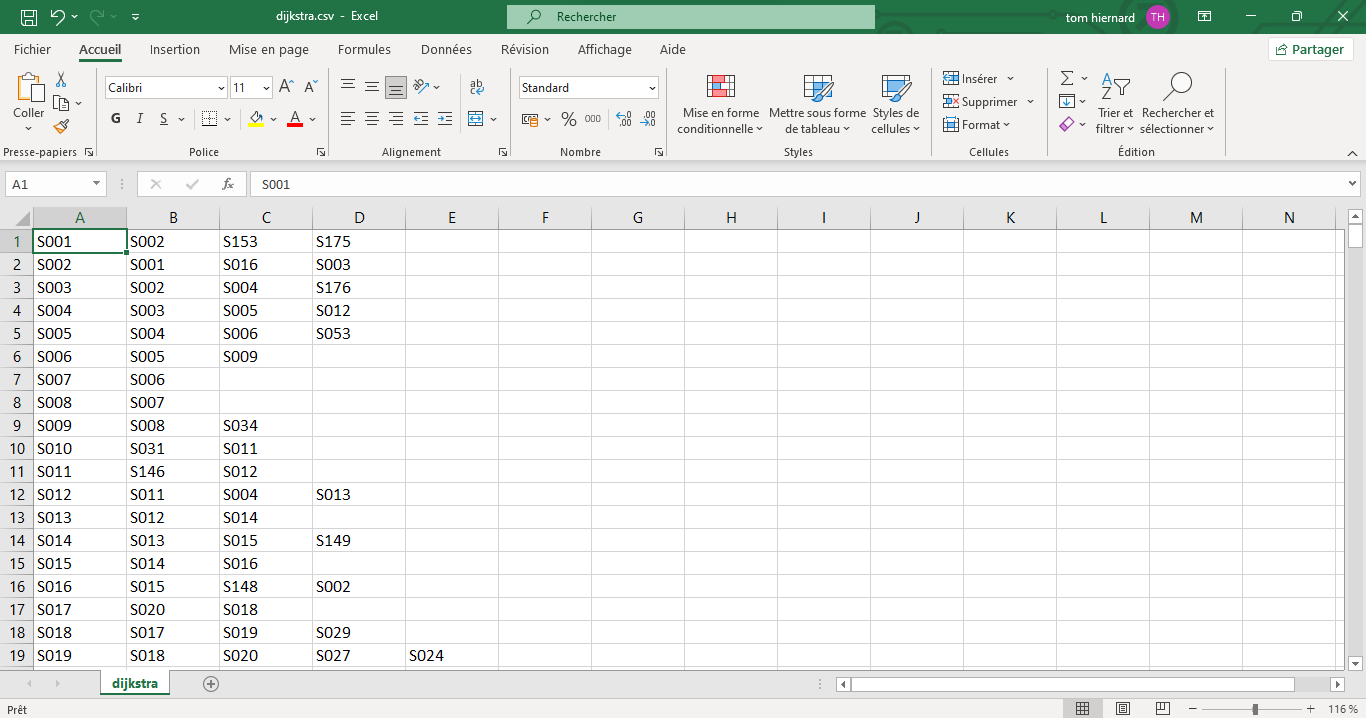 dijkstra.csv - Excel
Rechercher
tom hiernard TH
Fichier Accueil Insertion Mise en page Formules Données Révision Affichage Aide Partager
Coller
Presse-papiers
Calibri 11
G I S
Police
ab c
Alignement
Standard
% 000
Nombre
Mise en forme conditionnelle
Mettre sous forme de tableau
Styles de cellules
Styles
Insérer
Supprimer
Format
Cellules
Trier et filtrer
Rechercher et sélectionner
Édition
A1 fx S001
A B C D E F G H I J K L M N
1 S001 S002 S153 S175
2 S002 S001 S016 S003
3 S003 S002 S004 S176
4 S004 S003 S005 S012
5 S005 S004 S006 S053
6 S006 S005 S009
7 S007 S006
8 S008 S007
9 S009 S008 S034
10 S010 S031 S011
11 S011 S146 S012
12 S012 S011 S004 S013
13 S013 S012 S014
14 S014 S013 S015 S149
15 S015 S014 S016
16 S016 S015 S148 S002
17 S017 S020 S018
18 S018 S017 S019 S029
19 S019 S018 S020 S027 S024
dijkstra
Prêt
116 %